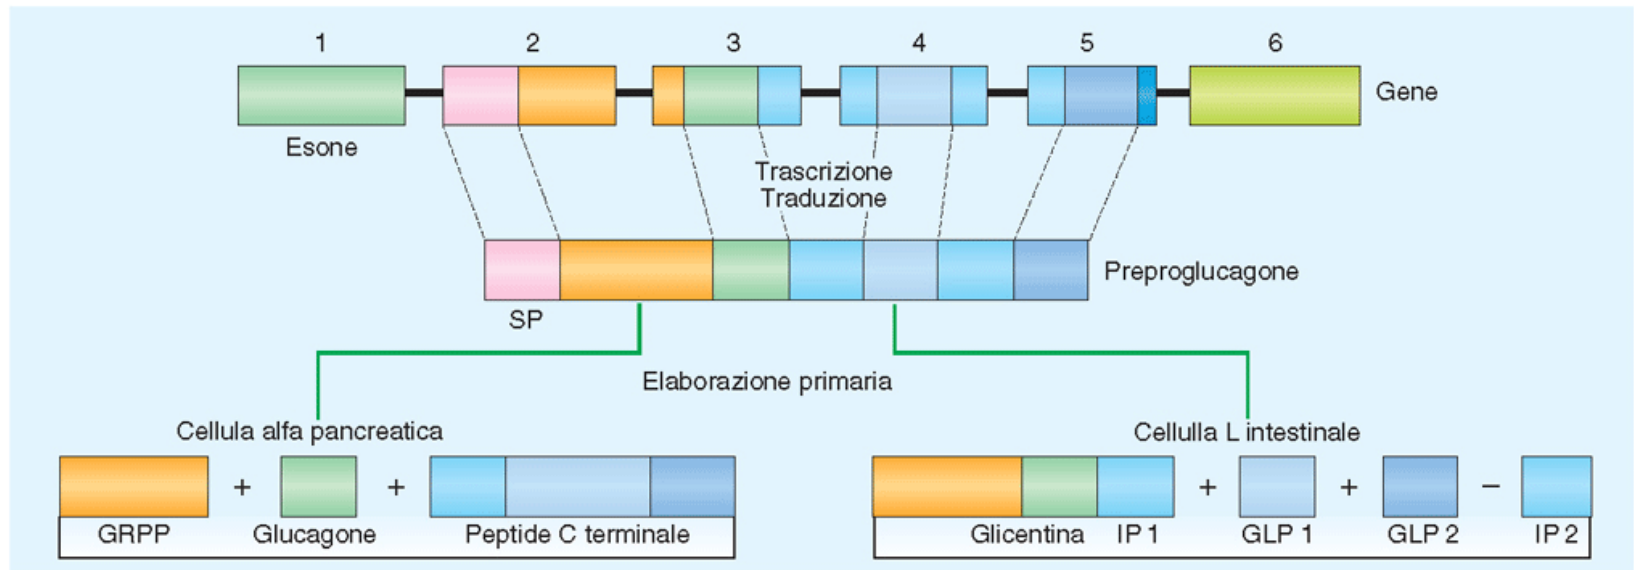 1 2 3 4 5 6
Gene
Esone
Trascrizione
Traduzione
Preproglucagone
SP
Elaborazione primaria
Cellula alfa pancreatica
Cellulla L intestinale
+ + + + −
GRPP Glucagone Peptide C terminale Glicentina IP 1 GLP 1 GLP 2 IP 2